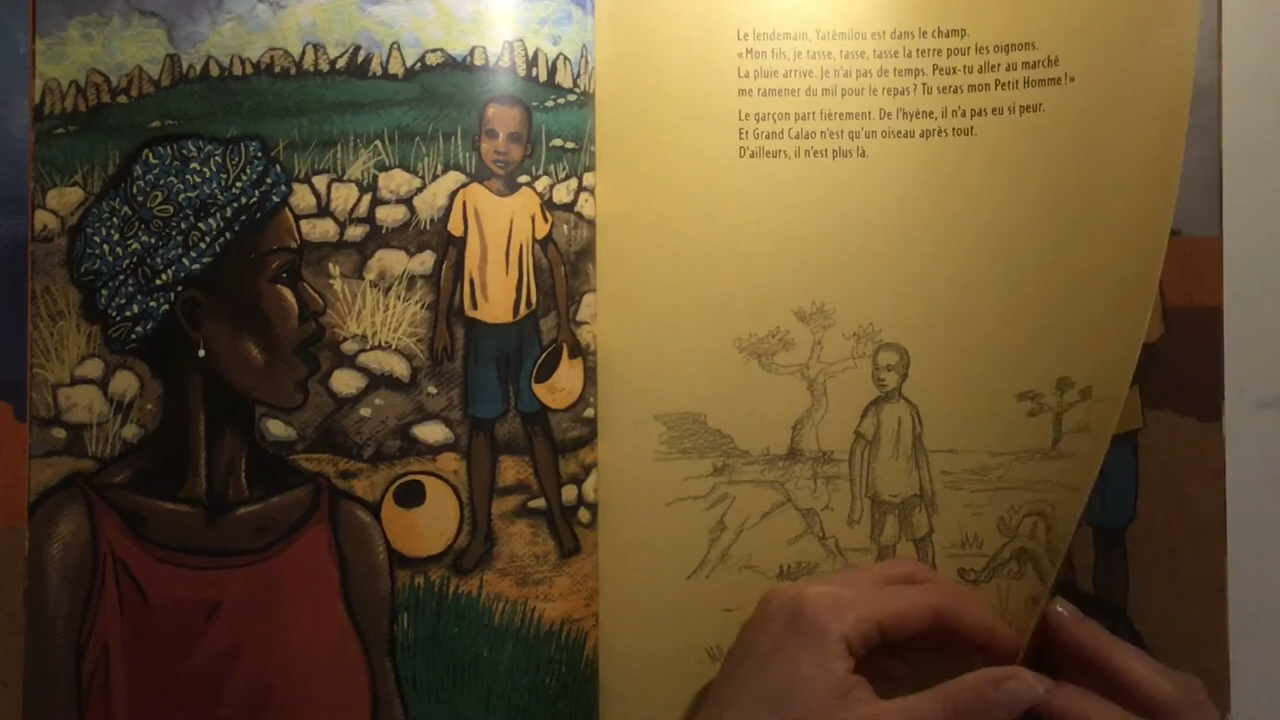 Le lendemain, Yatèmilou est dans le champ.
«Mon fils, je tasse, tasse, tasse la terre pour les oignons.
La pluie arrive. Je n'ai pas de temps. Peux-tu aller au marché
me ramener du mil pour le repas? Tu seras mon Petit Homme!»
Le garçon part fièrement. De l'hyène, il n'a pas eu si peur.
Et Grand Calao n'est qu'un oiseau après tout.
D'ailleurs, il n'est plus là.